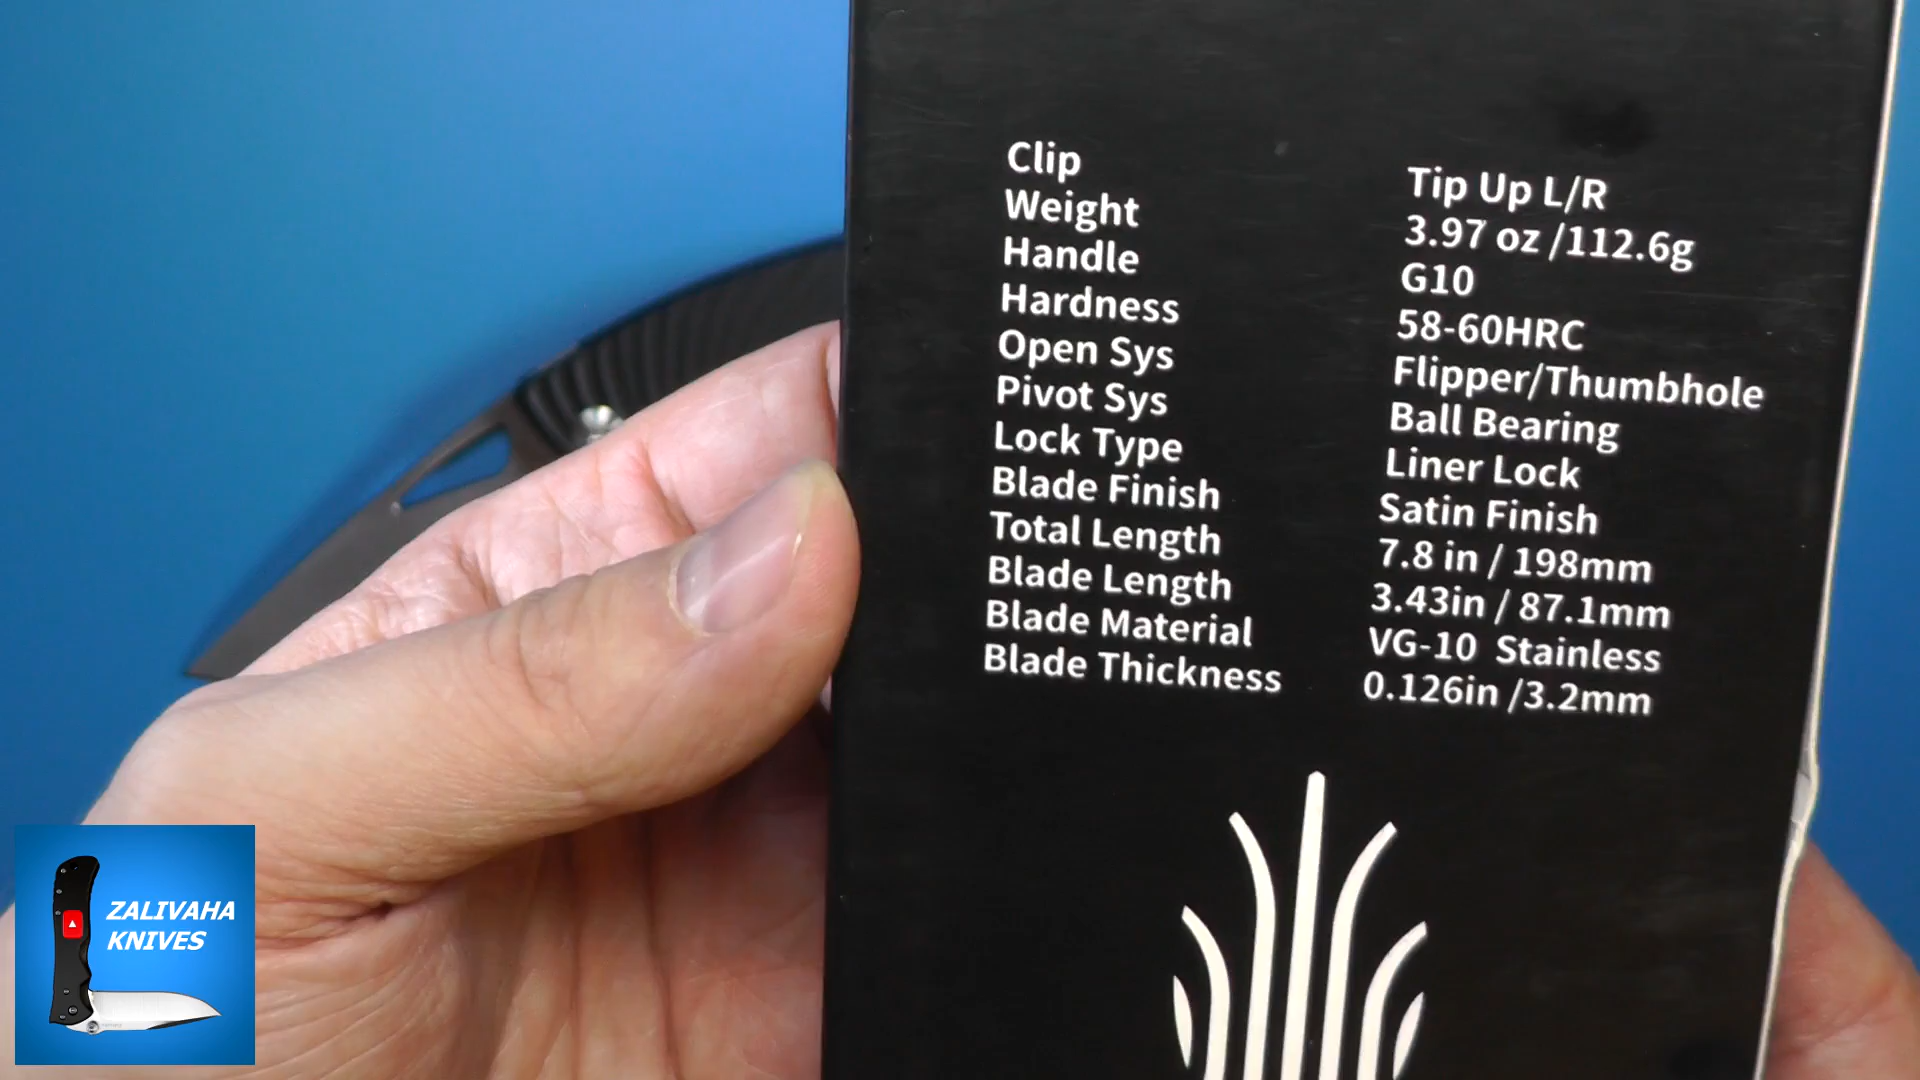 Clip Tip Up L/R
Weight 3.97 oz /112.6g
Handle G10
Hardness 58-60HRC
Open Sys Flipper/Thumbhole
Pivot Sys Ball Bearing
Lock Type Liner Lock
Blade Finish Satin Finish
Total Length 7.8 in / 198mm
Blade Length 3.43in / 87.1mm
Blade Material VG-10 Stainless
Blade Thickness 0.126in /3.2mm
ZALIVAHA
KNIVES